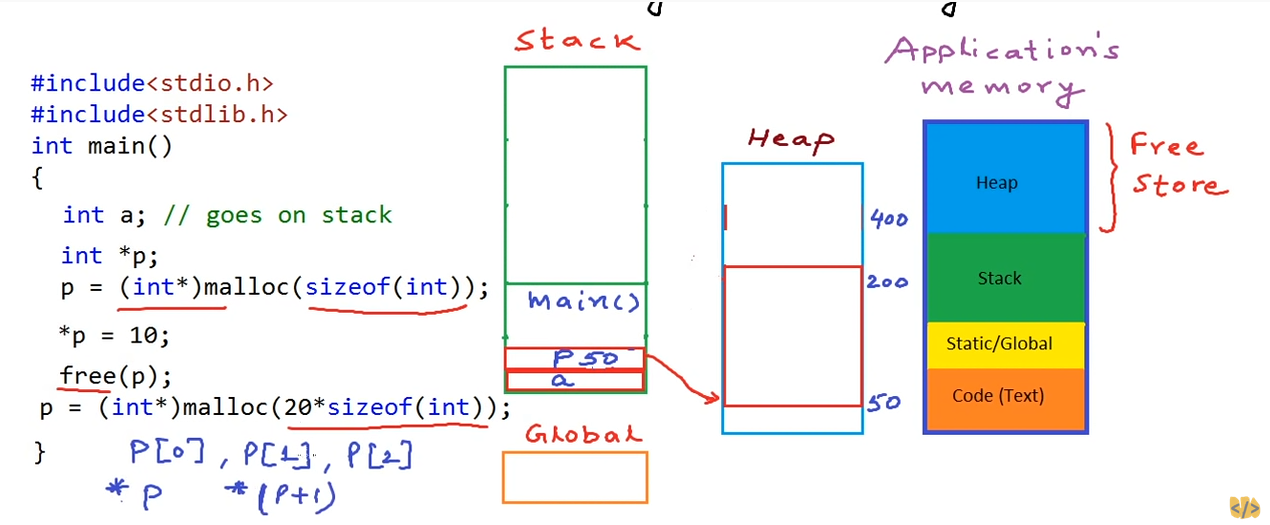 #include<stdio.h>
#include<stdlib.h>
int main()
{
int a; // goes on stack
int *p;
p = (int*)malloc(sizeof(int));
*p = 10;
free(p);
p = (int*)malloc(20*sizeof(int));
}
P[0], P[1], P[2]
*P *(P+1)
Stack
main()
P 50
a
Global
Heap
400
200
50
Application's
memory
Heap
Stack
Static/Global
Code (Text)
Free
Store
</>